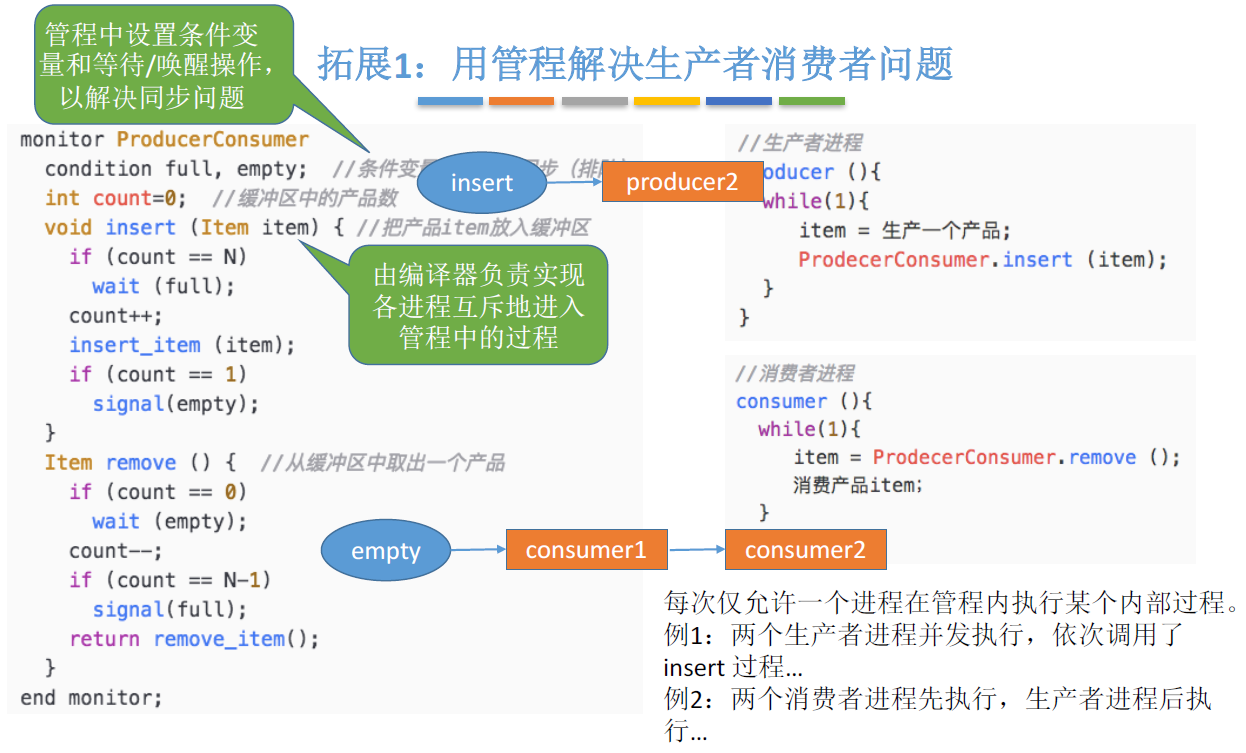 管程中设置条件变
量和等待/唤醒操作，
以解决同步问题
拓展1：用管程解决生产者消费者问题
monitor ProducerConsumer
condition full, empty; //条件变 步（排
int count=0; //缓冲区中的产品数
void insert (Item item) { //把产品item放入缓冲区
if (count == N)
wait (full);
count++;
insert_item (item);
if (count == 1)
signal(empty);
}
Item remove () { //从缓冲区中取出一个产品
if (count == 0)
wait (empty);
count--;
if (count == N-1)
signal(full);
return remove_item();
}
end monitor;
insert
producer2
由编译器负责实现
各进程互斥地进入
管程中的过程
empty
consumer1
consumer2
//生产者进程
oducer (){
while(1){
item = 生产一个产品;
ProdecerConsumer.insert (item);
}
}
//消费者进程
consumer (){
while(1){
item = ProdecerConsumer.remove ();
消费产品item;
}
每次仅允许一个进程在管程内执行某个内部过程。
例1：两个生产者进程并发执行，依次调用了
insert 过程…
例2：两个消费者进程先执行，生产者进程后执
行…